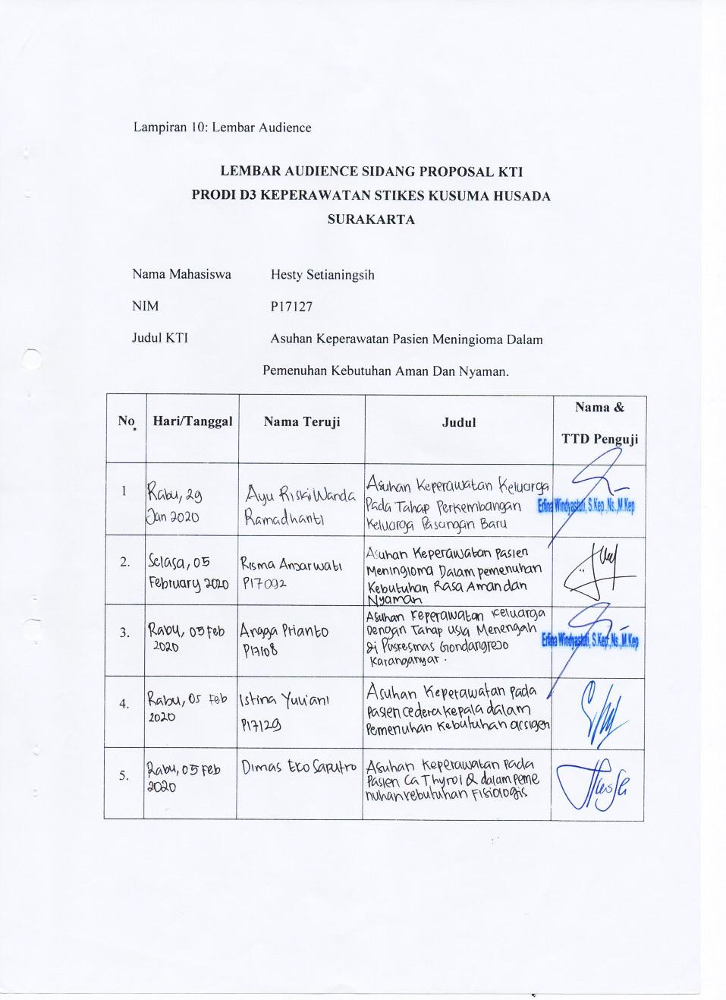 Lampiran 10: Lembar Audience
LEMBAR AUDIENCE SIDANG PROPOSAL KTI
PRODI D3 KEPERAWATAN STIKES KUSUMA HUSADA
SURAKARTA
Nama Mahasiswa Hesty Setianingsih
NIM P17127
Judul KTI Asuhan Keperawatan Pasien Meningioma Dalam
Pemenuhan Kebutuhan Aman Dan Nyaman.
No. Hari/Tanggal Nama Teruji Judul Nama &
TTD Penguji
1 Rabu, 29
Jan 2020
Ayu Riski Wanda
Ramadhanti
Asuhan Keperawatan Keluarga
Pada Tahap Perkembangan
Keluarga Pasangan Baru
Erlina Windyastuti, S.Kep.,Ns.,M.Kep
2. Selasa, 05
February 2020
Risma Ansarwati
P17092
Asuhan Keperawatan Pasien
Meningioma Dalam pemenuhan
Kebutuhan Rasa Aman dan
Nyaman
3. Rabu, 05 Feb
2020
Angga Prianto
P17108
Asuhan Keperawatan Keluarga
Dengan Tahap Usia Menengah
di Puskesmas Gondangrejo
Karanganyar.
Erlina Windyastuti, S.Kep.,Ns.,M.Kep
4. Rabu, 05 Feb
2020
Istina Yuviani
P17129
Asuhan Keperawatan pada
Pasien cedera kepala dalam
Pemenuhan Kebutuhan
5. Rabu, 05 Feb
2020
Dimas Eko Saputro
Asuhan Keperawatan Pada
Pasien Ca Thyroid dalam peme
nuhan kebutuhan Fisiologis